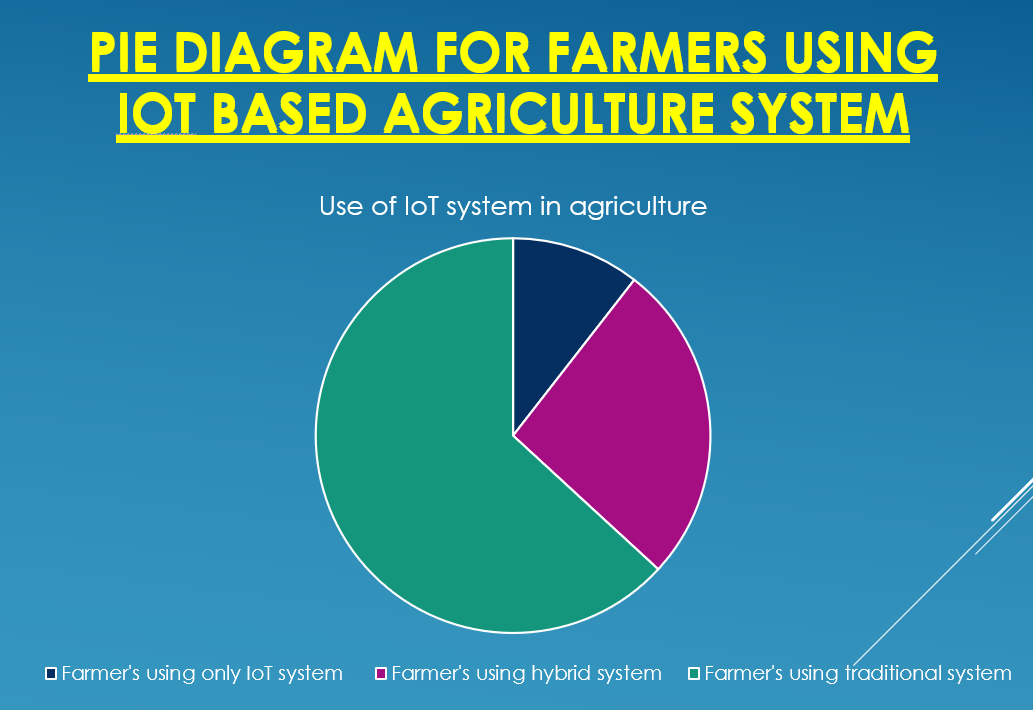 PIE DIAGRAM FOR FARMERS USING
IOT BASED AGRICULTURE SYSTEM
Use of IoT system in agriculture
Farmer's using only IoT system
Farmer's using hybrid system
Farmer's using traditional system